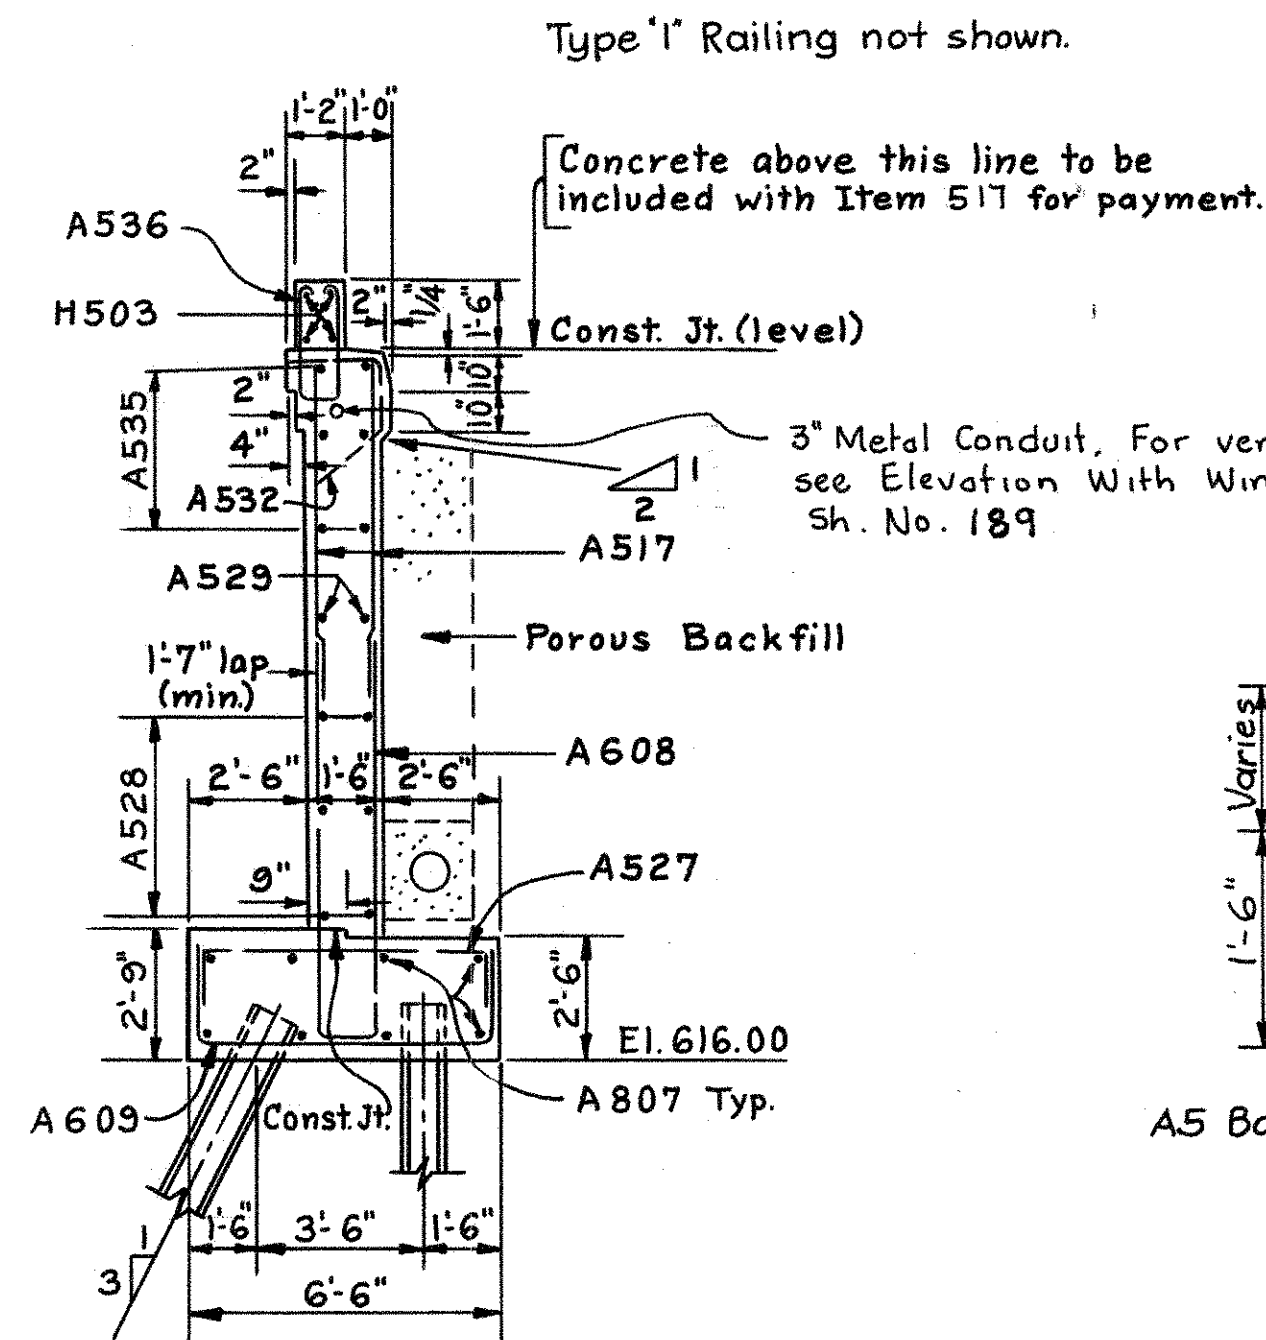 Type "1" Railing not shown.
1'-2" 1'-0"
2"
Concrete above this line to be
included with Item 517 for payment.
A536
H503
2" 1/4" 1'-6"
Const. Jt. (level)
10"
10"
2"
4"
A535
A532
1
2
3" Metal Conduit. For
see Elevation With
Sh. No. 189
A517
A529
Porous Backfill
1'-7" lap
(min.)
A608
2'-6" 1'-6" 2'-6"
A528
9"
A527
2'-9"
2'-6"
El. 616.00
A609
Const. Jt.
A807 Typ.
1'-6" 3'-6" 1'-6"
1
3
6'-6"
Varies
1'-6"
A5